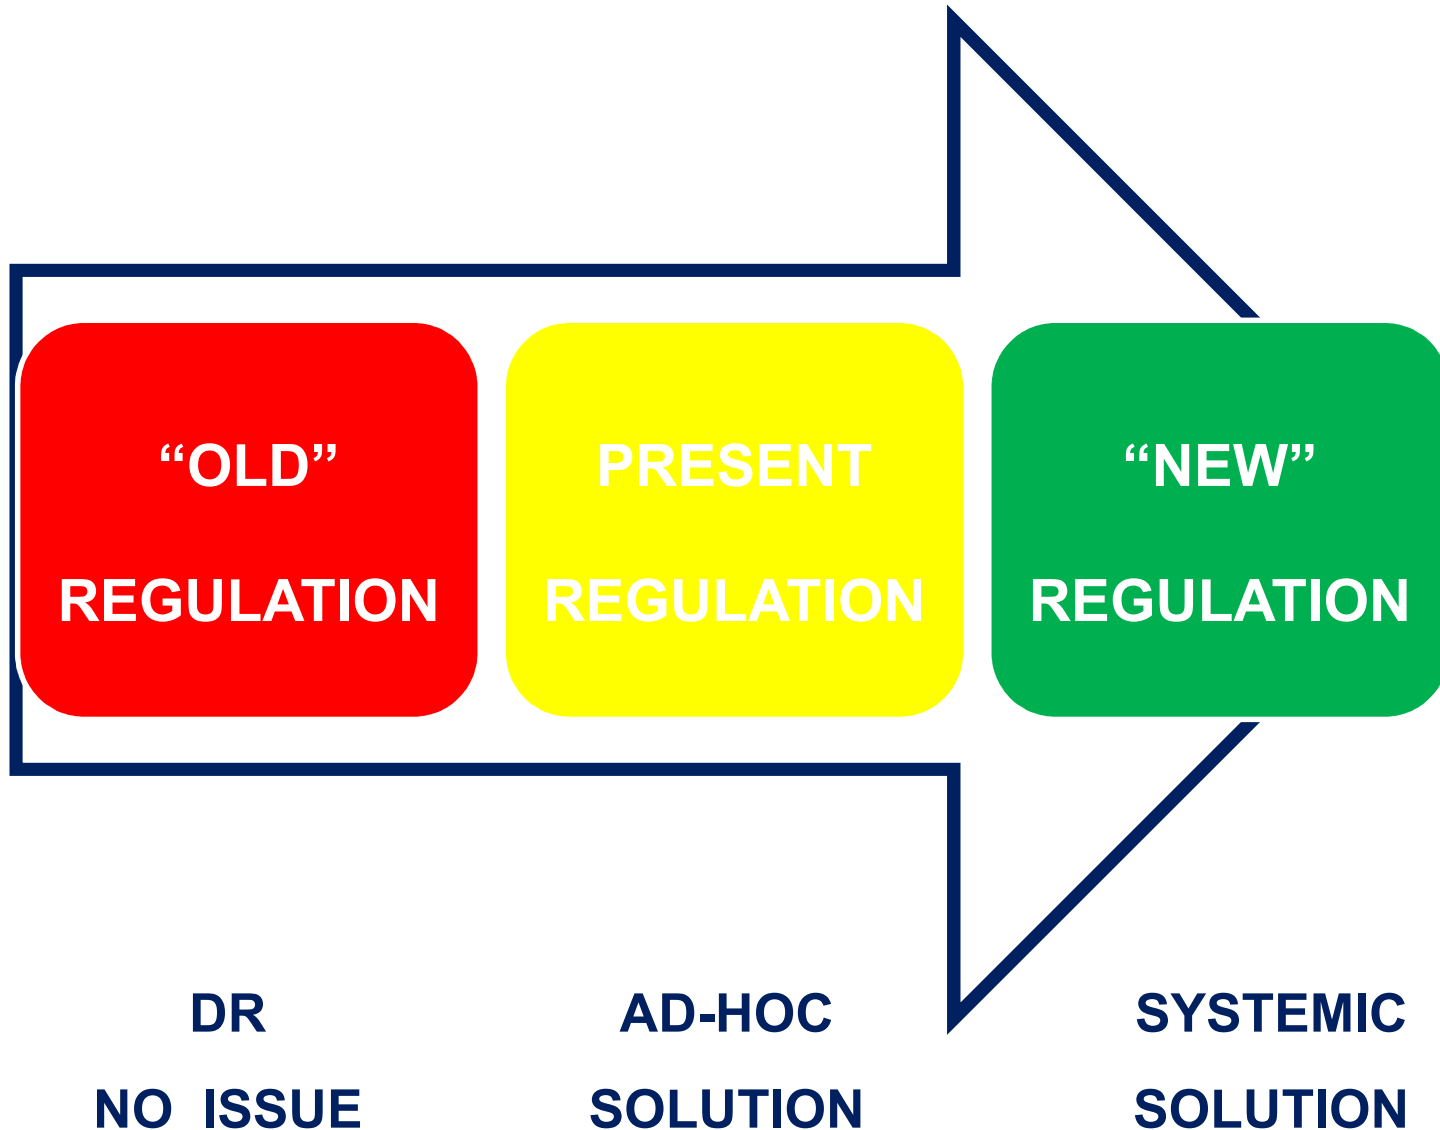 “OLD”
REGULATION
PRESENT
REGULATION
“NEW”
REGULATION
DR
NO ISSUE
AD-HOC
SOLUTION
SYSTEMIC
SOLUTION